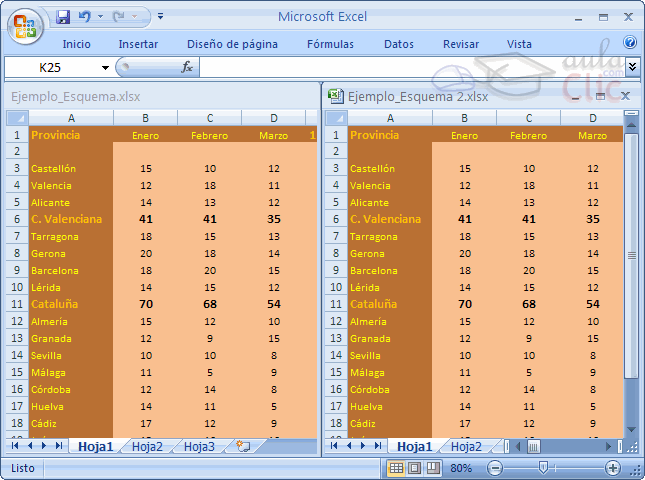 Microsoft Excel
Inicio Insertar Diseño de página Fórmulas Datos Revisar Vista
K25 fx
aula
.com
CLIC
Ejemplo_Esquema.xlsx
A B C D
1 Provincia Enero Febrero Marzo 1
2
3 Castellón 15 10 12
4 Valencia 12 18 11
5 Alicante 14 13 12
6 C. Valenciana 41 41 35
7 Tarragona 18 15 13
8 Gerona 20 18 14
9 Barcelona 18 20 15
10 Lérida 14 15 12
11 Cataluña 70 68 54
12 Almeria 15 12 10
13 Granada 12 9 15
14 Sevilla 10 10 8
15 Málaga 11 5 9
16 Córdoba 12 14 8
17 Huelva 14 11 5
18 Cádiz 17 12 9
Hoja1 Hoja2 Hoja3
Ejemplo_Esquema 2.xlsx
A B C D
1 Provincia Enero Febrero Marzo
2
3 Castellón 15 10 12
4 Valencia 12 18 11
5 Alicante 14 13 12
6 C. Valenciana 41 41 35
7 Tarragona 18 15 13
8 Gerona 20 18 14
9 Barcelona 18 20 15
10 Lérida 14 15 12
11 Cataluña 70 68 54
12 Almeria 15 12 10
13 Granada 12 9 15
14 Sevilla 10 10 8
15 Málaga 11 5 9
16 Córdoba 12 14 8
17 Huelva 14 11 5
18 Cádiz 17 12 9
Hoja1 Hoja2
Listo 80%